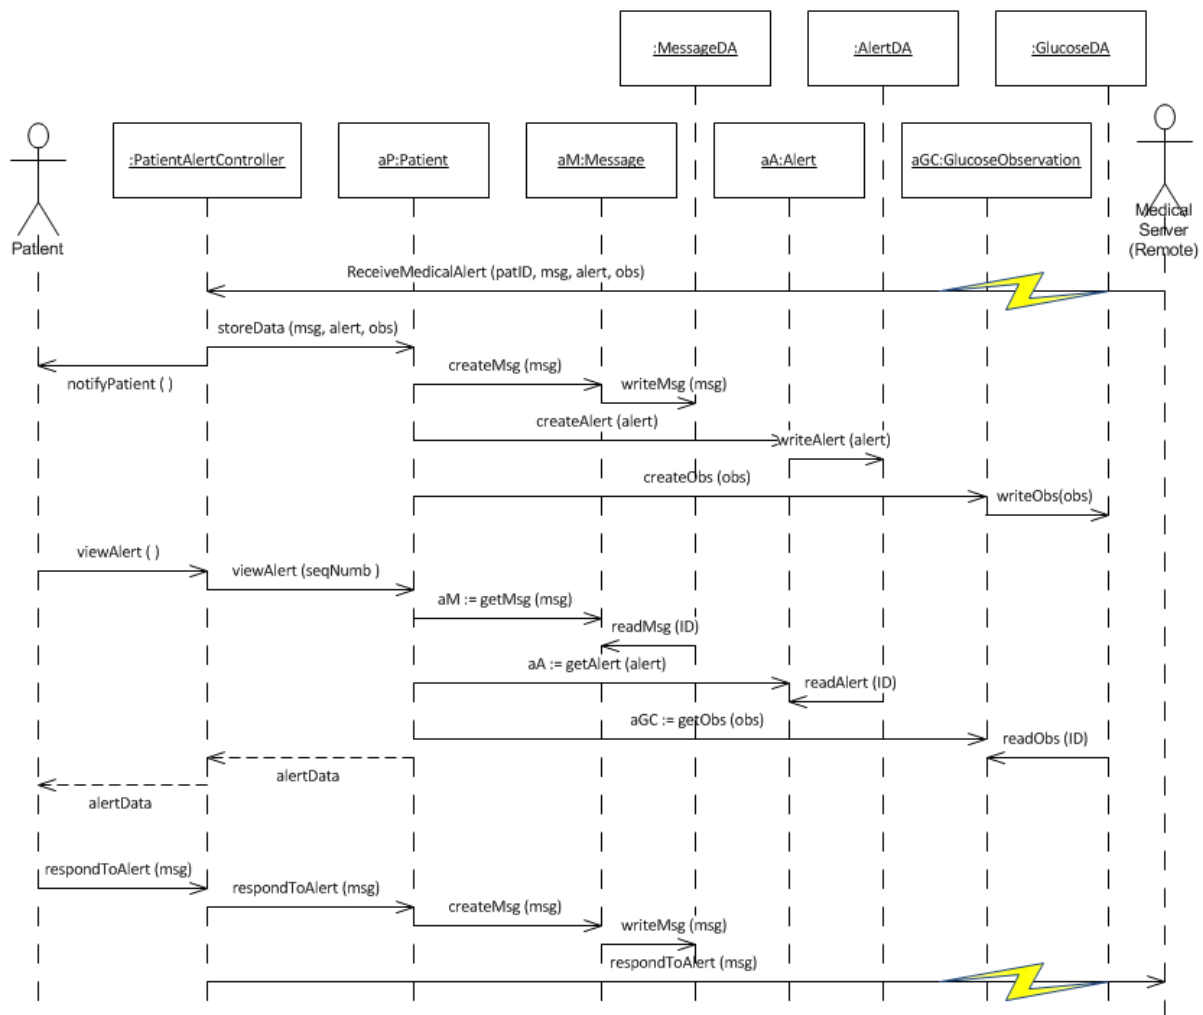 :MessageDA
:AlertDA
:GlucoseDA
:PatientAlertController
aP:Patient
aM:Message
aA:Alert
aGC:GlucoseObservation
Patient
Medical
Server
(Remote)
ReceiveMedicalAlert (patID, msg, alert, obs)
storeData (msg, alert, obs)
notifyPatient ( )
createMsg (msg)
writeMsg (msg)
createAlert (alert)
writeAlert (alert)
createObs (obs)
writeObs(obs)
viewAlert ( )
viewAlert (seqNumb )
aM := getMsg (msg)
readMsg (ID)
aA := getAlert (alert)
readAlert (ID)
aGC := getObs (obs)
readObs (ID)
alertData
alertData
respondToAlert (msg)
respondToAlert (msg)
createMsg (msg)
writeMsg (msg)
respondToAlert (msg)